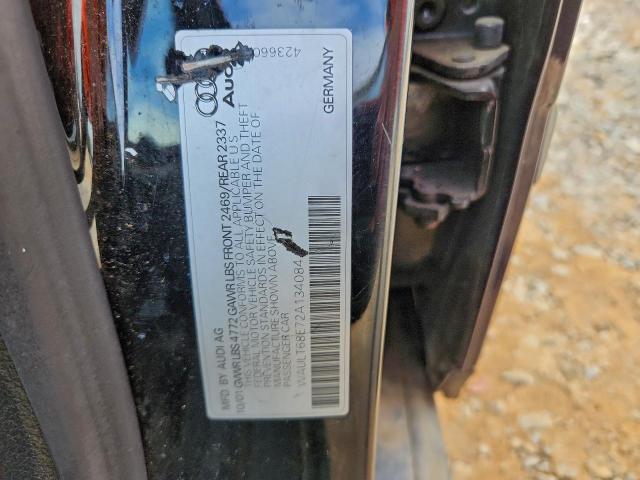 MFD BY AUDI AG
10/01 GVWR LBS 4772 GAWR LBS FRONT 2469/REAR 2337
THIS VEHICLE CONFORMS TO ALL APPLICABLE U S
FEDERAL MOTOR VEHICLE SAFETY BUMPER AND THEFT
PREVENTION STANDARDS IN EFFECT ON THE DATE OF
MANUFACTURE SHOWN ABOVE
PASSENGER CAR
WAULT68E72A134084
Audi
42366
GERMANY